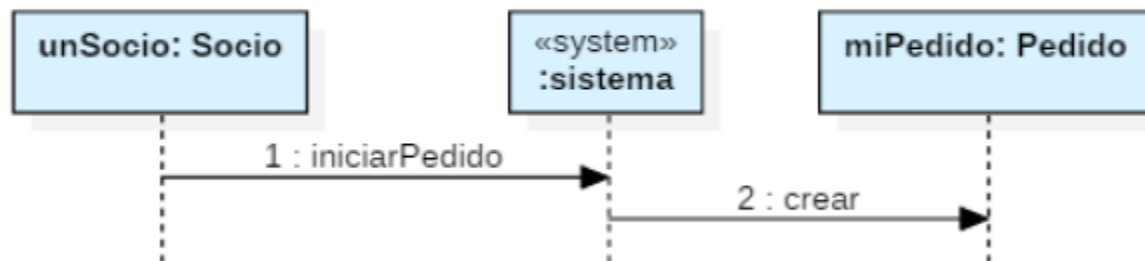 unSocio: Socio
«system»
:sistema
miPedido: Pedido
1 : iniciarPedido
2 : crear